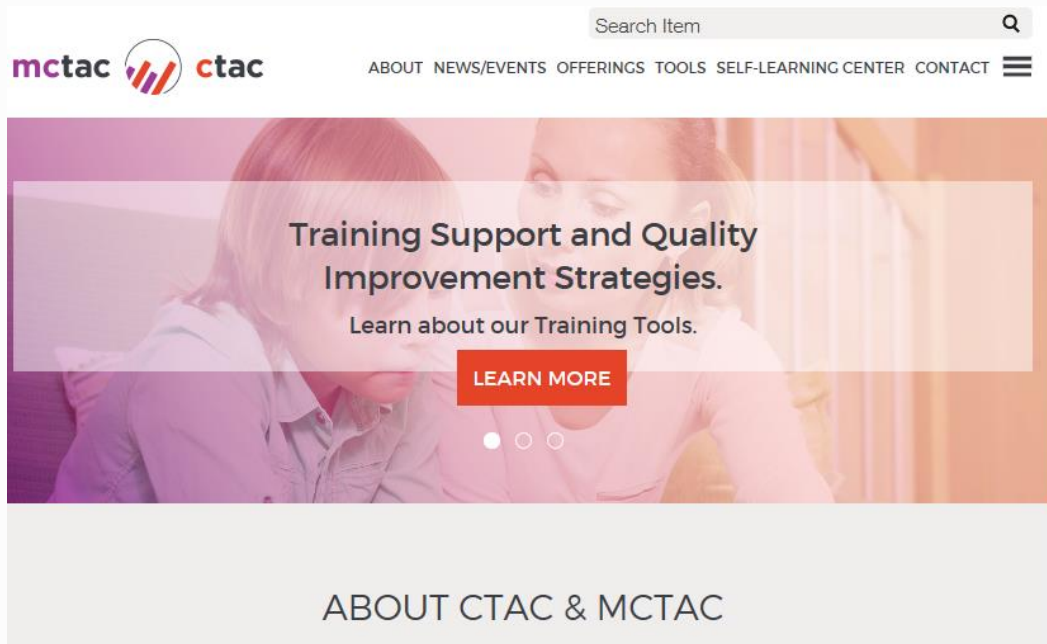 Search Item
mctac ctac
ABOUT NEWS/EVENTS OFFERINGS TOOLS SELF-LEARNING CENTER CONTACT
Training Support and Quality
Improvement Strategies.
Learn about our Training Tools.
LEARN MORE
ABOUT CTAC & MCTAC